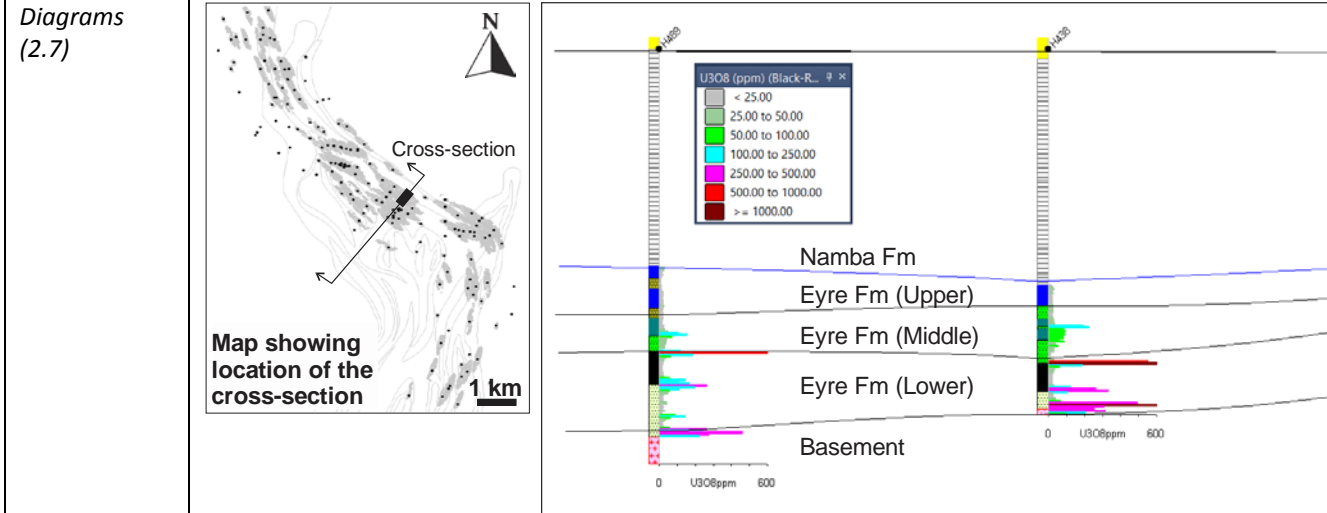 Diagrams
(2.7)
N
Cross-section
Map showing
location of the
cross-section
1 km
H489
H438
U3O8 (ppm) (Black-R...
< 25.00
25.00 to 50.00
50.00 to 100.00
100.00 to 250.00
250.00 to 500.00
500.00 to 1000.00
>= 1000.00
Namba Fm
Eyre Fm (Upper)
Eyre Fm (Middle)
Eyre Fm (Lower)
Basement
0 U3O8ppm 600
0 U3O8ppm 600